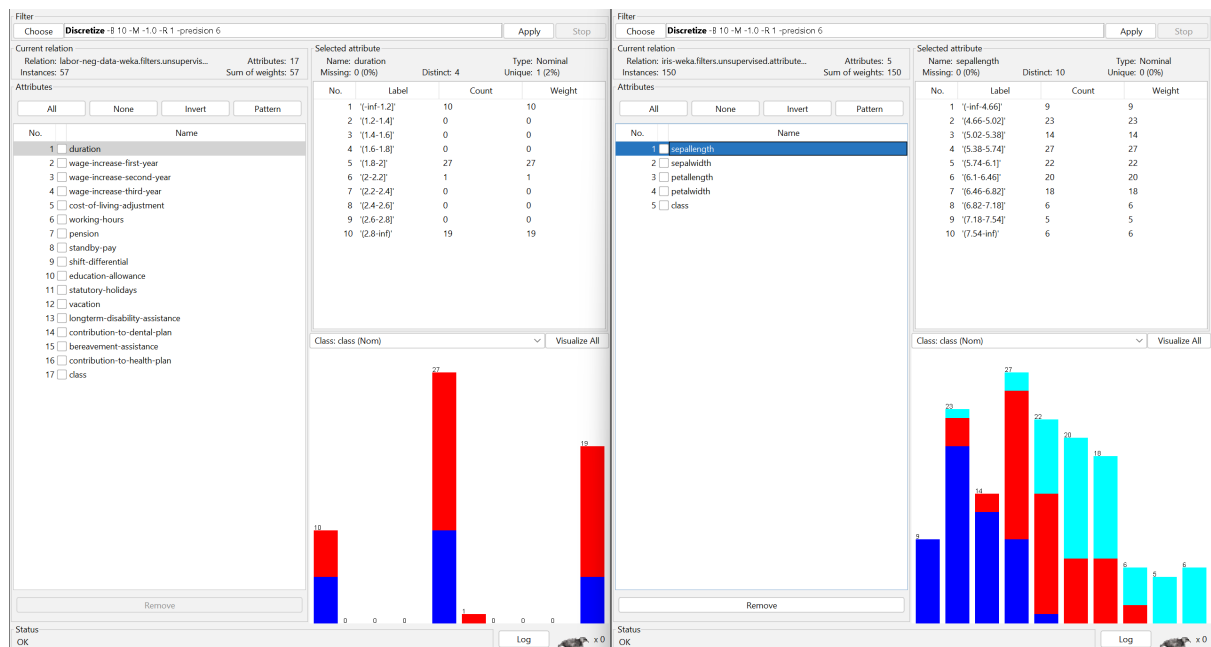 Filter
Choose Discretize -B 10 -M -1.0 -R 1 -precision 6 Apply Stop
Current relation
Relation: labor-neg-data-weka.filters.unsupervis... Attributes: 17
Instances: 57 Sum of weights: 57
Attributes
All None Invert Pattern
No. Name
1 duration
2 wage-increase-first-year
3 wage-increase-second-year
4 wage-increase-third-year
5 cost-of-living-adjustment
6 working-hours
7 pension
8 standby-pay
9 shift-differential
10 education-allowance
11 statutory-holidays
12 vacation
13 longterm-disability-assistance
14 contribution-to-dental-plan
15 bereavement-assistance
16 contribution-to-health-plan
17 class
Remove
Selected attribute
Name: duration Type: Nominal
Missing: 0 (0%) Distinct: 4 Unique: 1 (2%)
No. Label Count Weight
1 '(-inf-1.2]' 10 10
2 '(1.2-1.4]' 0 0
3 '(1.4-1.6]' 0 0
4 '(1.6-1.8]' 0 0
5 '(1.8-2]' 27 27
6 '(2-2.2]' 1 1
7 '(2.2-2.4]' 0 0
8 '(2.4-2.6]' 0 0
9 '(2.6-2.8]' 0 0
10 '(2.8-inf)' 19 19
Class: class (Nom) Visualize All
10 0 0 0 27 1 0 0 0 19
Status
OK Log x 0
Filter
Choose Discretize -B 10 -M -1.0 -R 1 -precision 6 Apply Stop
Current relation
Relation: iris-weka.filters.unsupervised.attribute... Attributes: 5
Instances: 150 Sum of weights: 150
Attributes
All None Invert Pattern
No. Name
1 sepallength
2 sepalwidth
3 petallength
4 petalwidth
5 class
Remove
Selected attribute
Name: sepallength Type: Nominal
Missing: 0 (0%) Distinct: 10 Unique: 0 (0%)
No. Label Count Weight
1 '(-inf-4.66]' 9 9
2 '(4.66-5.02]' 23 23
3 '(5.02-5.38]' 14 14
4 '(5.38-5.74]' 27 27
5 '(5.74-6.1]' 22 22
6 '(6.1-6.46]' 20 20
7 '(6.46-6.82]' 18 18
8 '(6.82-7.18]' 6 6
9 '(7.18-7.54]' 5 5
10 '(7.54-inf)' 6 6
Class: class (Nom) Visualize All
9 23 14 27 22 20 18 6 5 6
Status
OK Log x 0